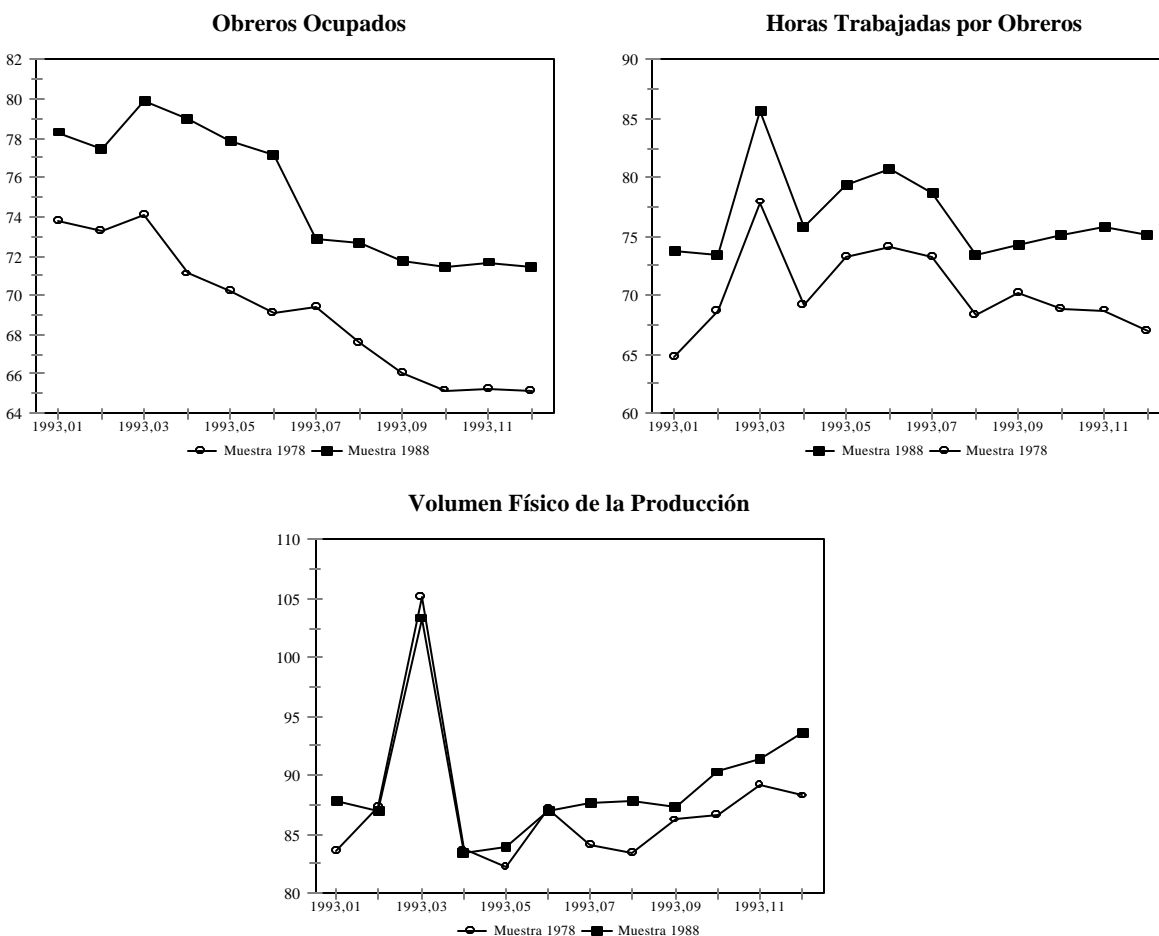 Obreros Ocupados
82
80
78
76
74
72
70
68
66
64
1993,01 1993,03 1993,05 1993,07 1993,09 1993,11
Muestra 1978 Muestra 1988
Horas Trabajadas por Obreros
90
85
80
75
70
65
60
1993,01 1993,03 1993,05 1993,07 1993,09 1993,11
Muestra 1988 Muestra 1978
Volumen Físico de la Producción
110
105
100
95
90
85
80
1993,01 1993,03 1993,05 1993,07 1993,09 1993,11
Muestra 1978 Muestra 1988